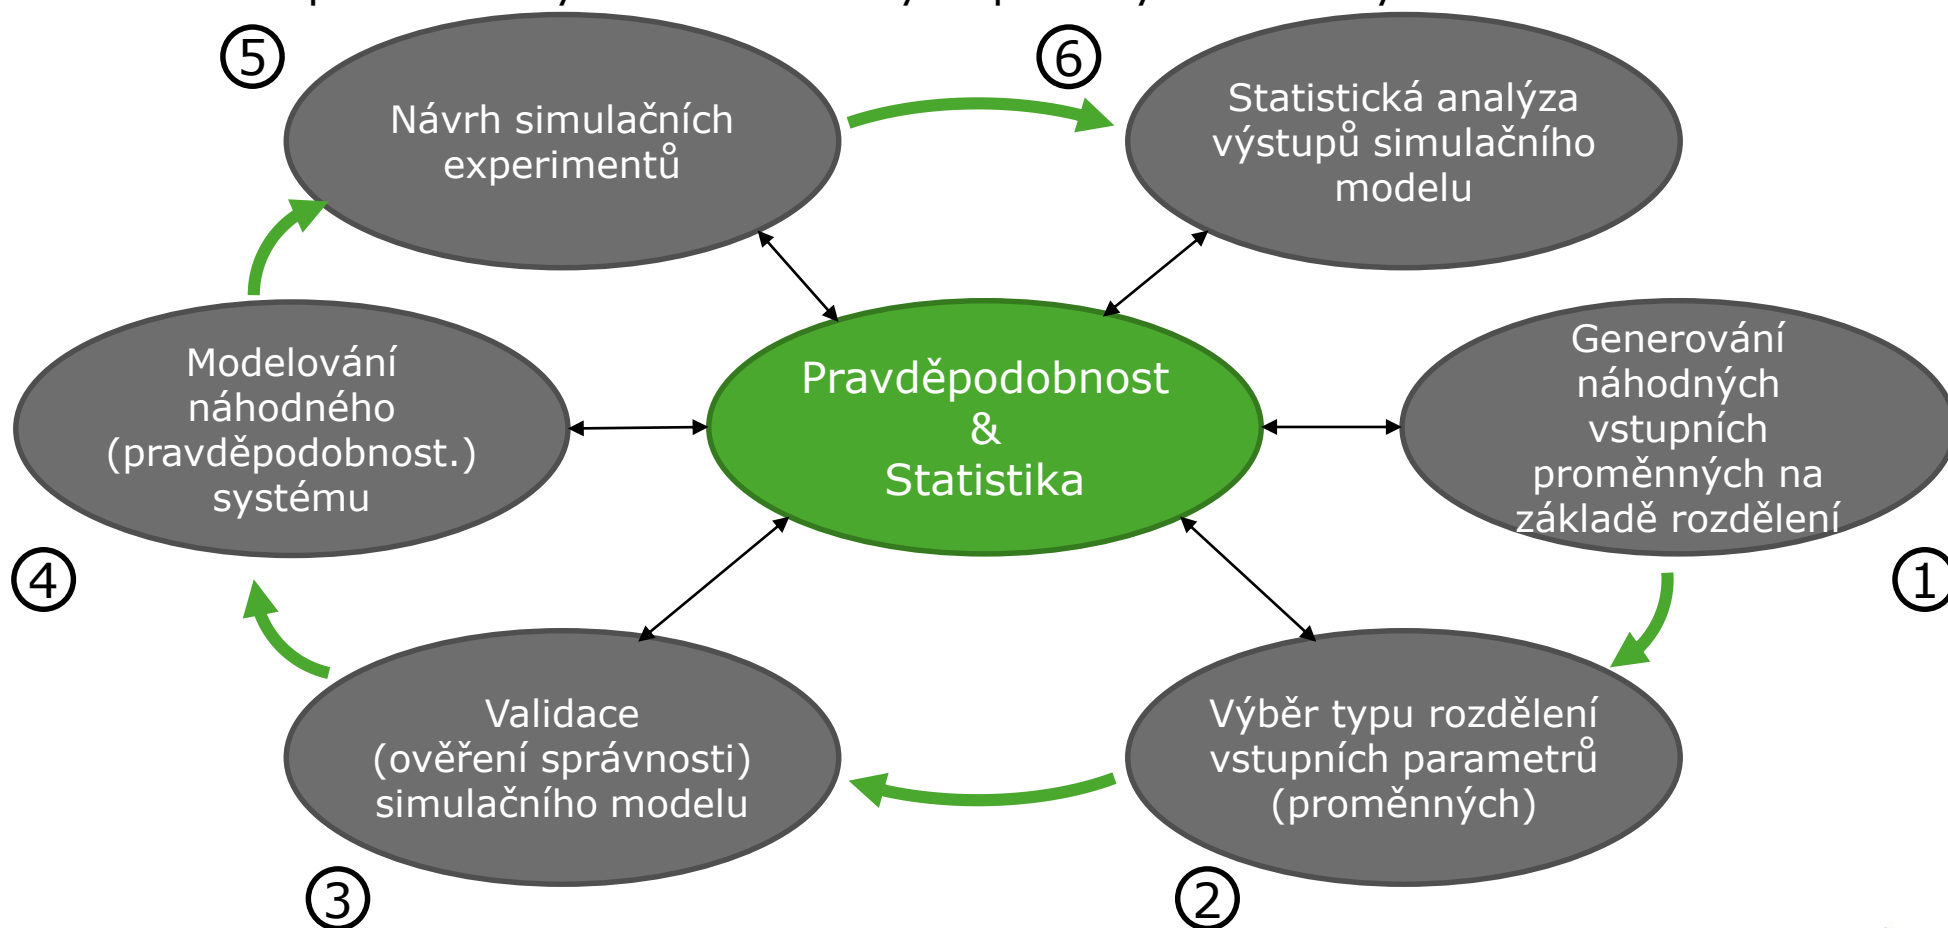 5
Návrh simulačních
experimentů
6
Statistická analýza
výstupů simulačního
modelu
Modelování
náhodného
(pravděpodobnost.)
systému
4
Pravděpodobnost
&
Statistika
Generování
náhodných
vstupních
proměnných na
základě rozdělení
1
Validace
(ověření správnosti)
simulačního modelu
3
Výběr typu rozdělení
vstupních parametrů
(proměnných)
2